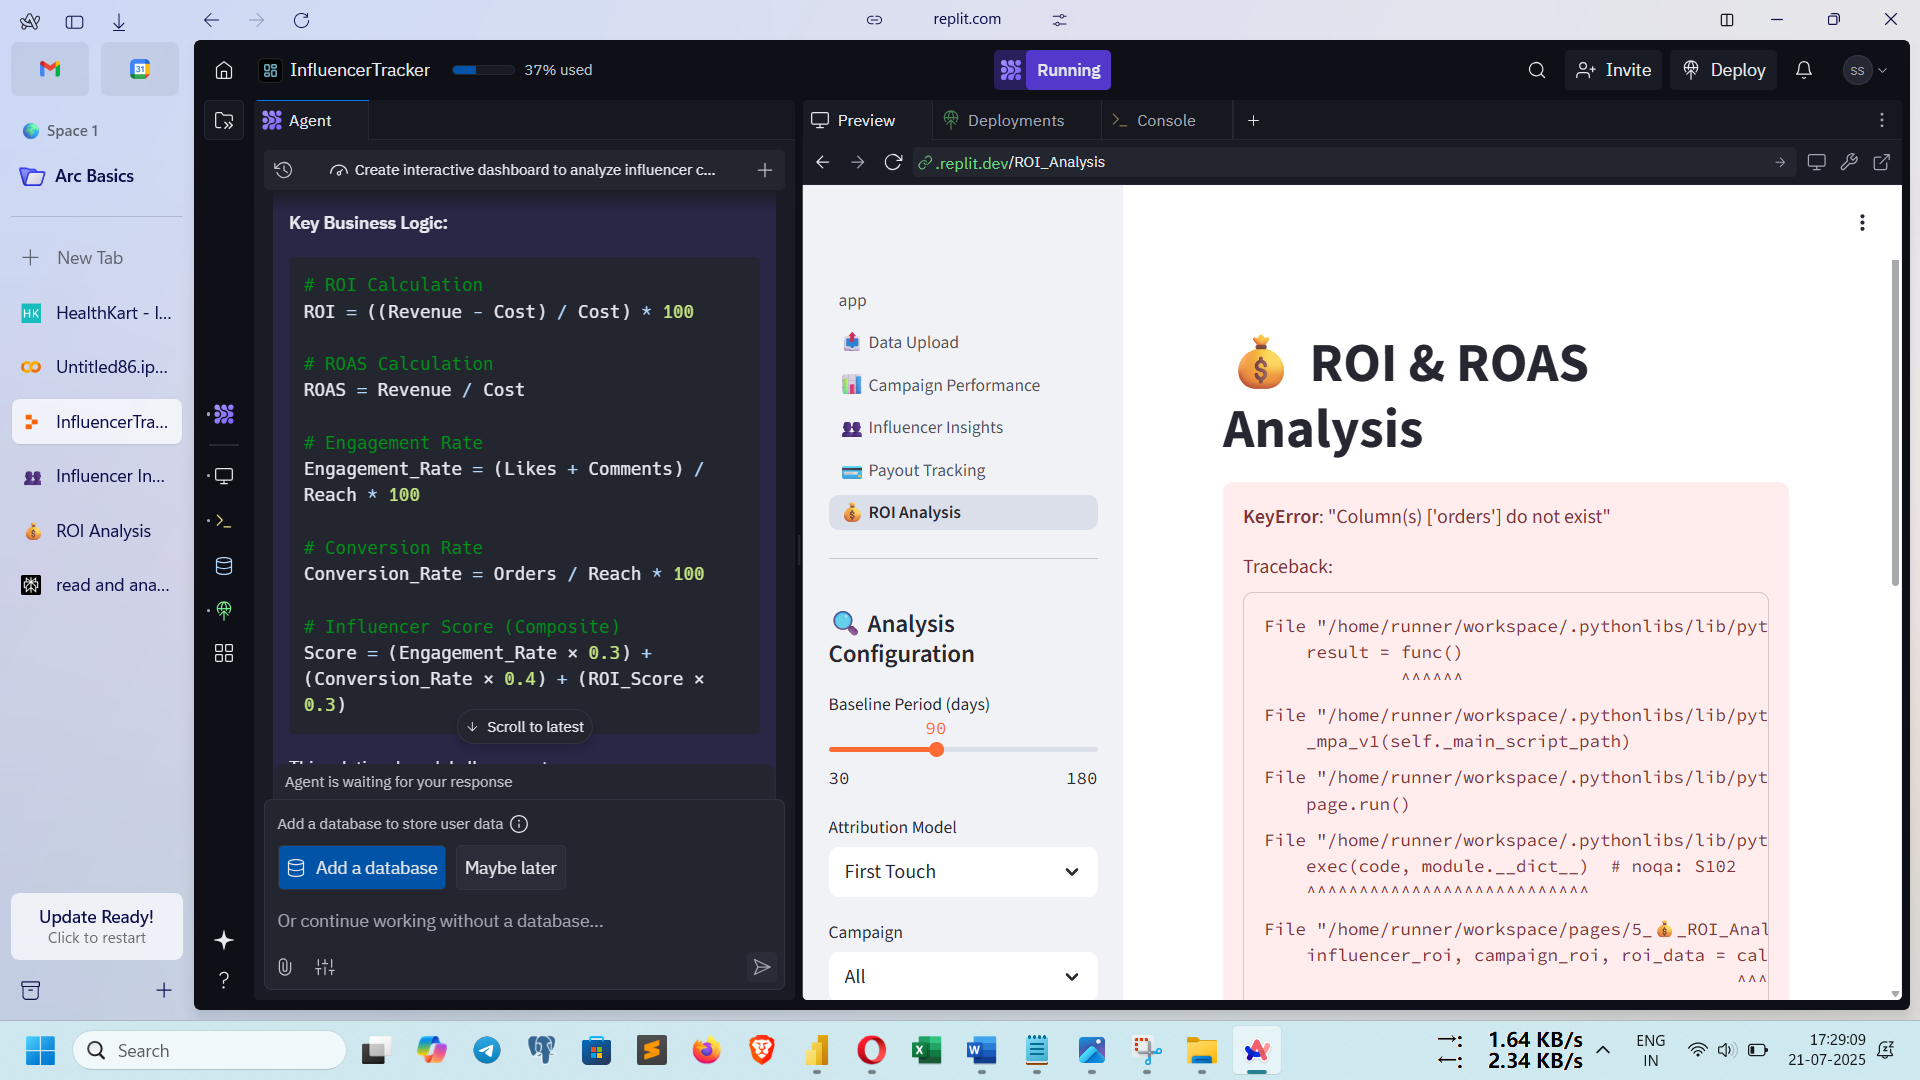 replit.com
31
Space 1
Arc Basics
New Tab
HK HealthKart - I...
Untitled86.ip...
InfluencerTra...
Influencer In...
ROI Analysis
read and ana...
Update Ready!
Click to restart
InfluencerTracker
37% used
Running
Invite
Deploy
SS
Agent
Create interactive dashboard to analyze influencer c...
Key Business Logic:
# ROI Calculation
ROI = ((Revenue - Cost) / Cost) * 100
# ROAS Calculation
ROAS = Revenue / Cost
# Engagement Rate
Engagement_Rate = (Likes + Comments) /
Reach * 100
# Conversion Rate
Conversion_Rate = Orders / Reach * 100
# Influencer Score (Composite)
Score = (Engagement_Rate × 0.3) +
(Conversion_Rate × 0.4) + (ROI_Score ×
0.3)
Scroll to latest
Agent is waiting for your response
Add a database to store user data
Add a database
Maybe later
Or continue working without a database...
?
Preview
Deployments
Console
.replit.dev/ROI_Analysis
app
Data Upload
Campaign Performance
Influencer Insights
Payout Tracking
ROI Analysis
Analysis
Configuration
Baseline Period (days)
90
30 180
Attribution Model
First Touch
Campaign
All
ROI & ROAS
Analysis
KeyError: "Column(s) ['orders'] do not exist"
Traceback:
File "/home/runner/workspace/.pythonlibs/lib/pyt
result = func()
^^^^^^
File "/home/runner/workspace/.pythonlibs/lib/pyt
_mpa_v1(self._main_script_path)
File "/home/runner/workspace/.pythonlibs/lib/pyt
page.run()
File "/home/runner/workspace/.pythonlibs/lib/pyt
exec(code, module.__dict__)  # noqa: S102
^^^^^^^^^^^^^^^^^^^^^^^^^^^
File "/home/runner/workspace/pages/5_💰_ROI_Anal
influencer_roi, campaign_roi, roi_data = cal
^^^
Search
→: 1.64 KB/s
←: 2.34 KB/s
ENG
IN
17:29:09
21-07-2025